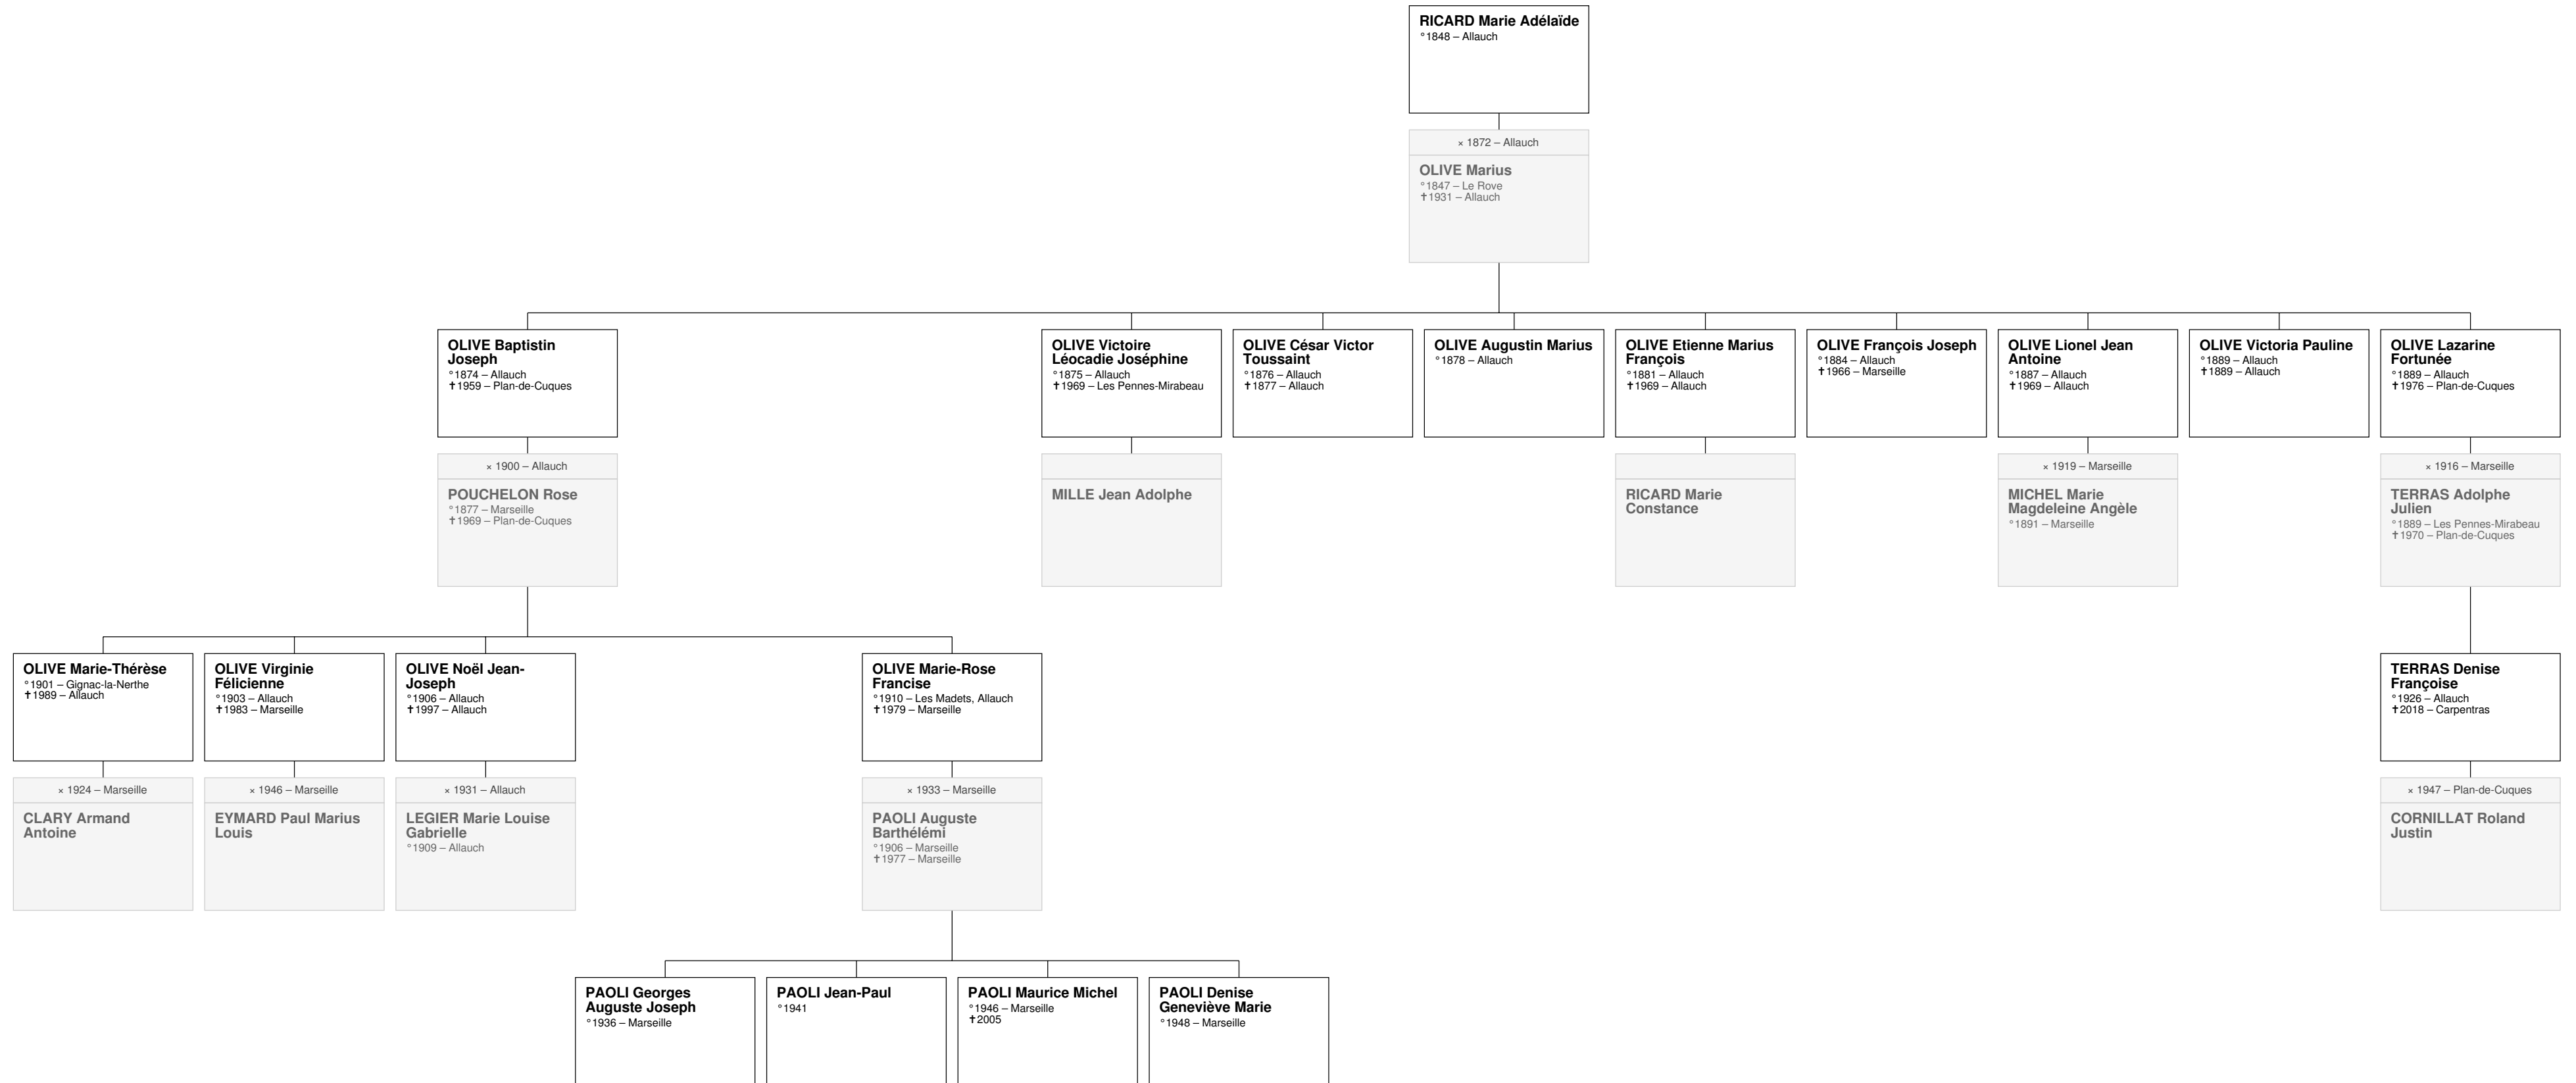 RICARD Marie Adélaïde
°1848 – Allauch
× 1872 – Allauch
OLIVE Marius
°1847 – Le Rove
✝1931 – Allauch
OLIVE Baptistin
Joseph
°1874 – Allauch
✝1959 – Plan-de-Cuques
× 1900 – Allauch
POUCHELON Rose
°1877 – Marseille
✝1969 – Plan-de-Cuques
OLIVE Victoire
Léocadie Joséphine
°1875 – Allauch
✝1969 – Les Pennes-Mirabeau
MILLE Jean Adolphe
OLIVE César Victor
Toussaint
°1876 – Allauch
✝1877 – Allauch
OLIVE Augustin Marius
°1878 – Allauch
OLIVE Etienne Marius
François
°1881 – Allauch
✝1969 – Allauch
RICARD Marie
Constance
OLIVE François Joseph
°1884 – Allauch
✝1966 – Marseille
OLIVE Lionel Jean
Antoine
°1887 – Allauch
✝1969 – Allauch
× 1919 – Marseille
MICHEL Marie
Magdeleine Angèle
°1891 – Marseille
OLIVE Victoria Pauline
°1889 – Allauch
✝1889 – Allauch
OLIVE Lazarine
Fortunée
°1889 – Allauch
✝1976 – Plan-de-Cuques
× 1916 – Marseille
TERRAS Adolphe
Julien
°1889 – Les Pennes-Mirabeau
✝1970 – Plan-de-Cuques
OLIVE Marie-Thérèse
°1901 – Gignac-la-Nerthe
✝1989 – Allauch
× 1924 – Marseille
CLARY Armand
Antoine
OLIVE Virginie
Félicienne
°1903 – Allauch
✝1983 – Marseille
× 1946 – Marseille
EYMARD Paul Marius
Louis
OLIVE Noël Jean-
Joseph
°1906 – Allauch
✝1997 – Allauch
× 1931 – Allauch
LEGIER Marie Louise
Gabrielle
°1909 – Allauch
OLIVE Marie-Rose
Francise
°1910 – Les Madets, Allauch
✝1979 – Marseille
× 1933 – Marseille
PAOLI Auguste
Barthélémi
°1906 – Marseille
✝1977 – Marseille
TERRAS Denise
Françoise
°1926 – Allauch
✝2018 – Carpentras
× 1947 – Plan-de-Cuques
CORNILLAT Roland
Justin
PAOLI Georges
Auguste Joseph
°1936 – Marseille
PAOLI Jean-Paul
°1941
PAOLI Maurice Michel
°1946 – Marseille
✝2005
PAOLI Denise
Geneviève Marie
°1948 – Marseille